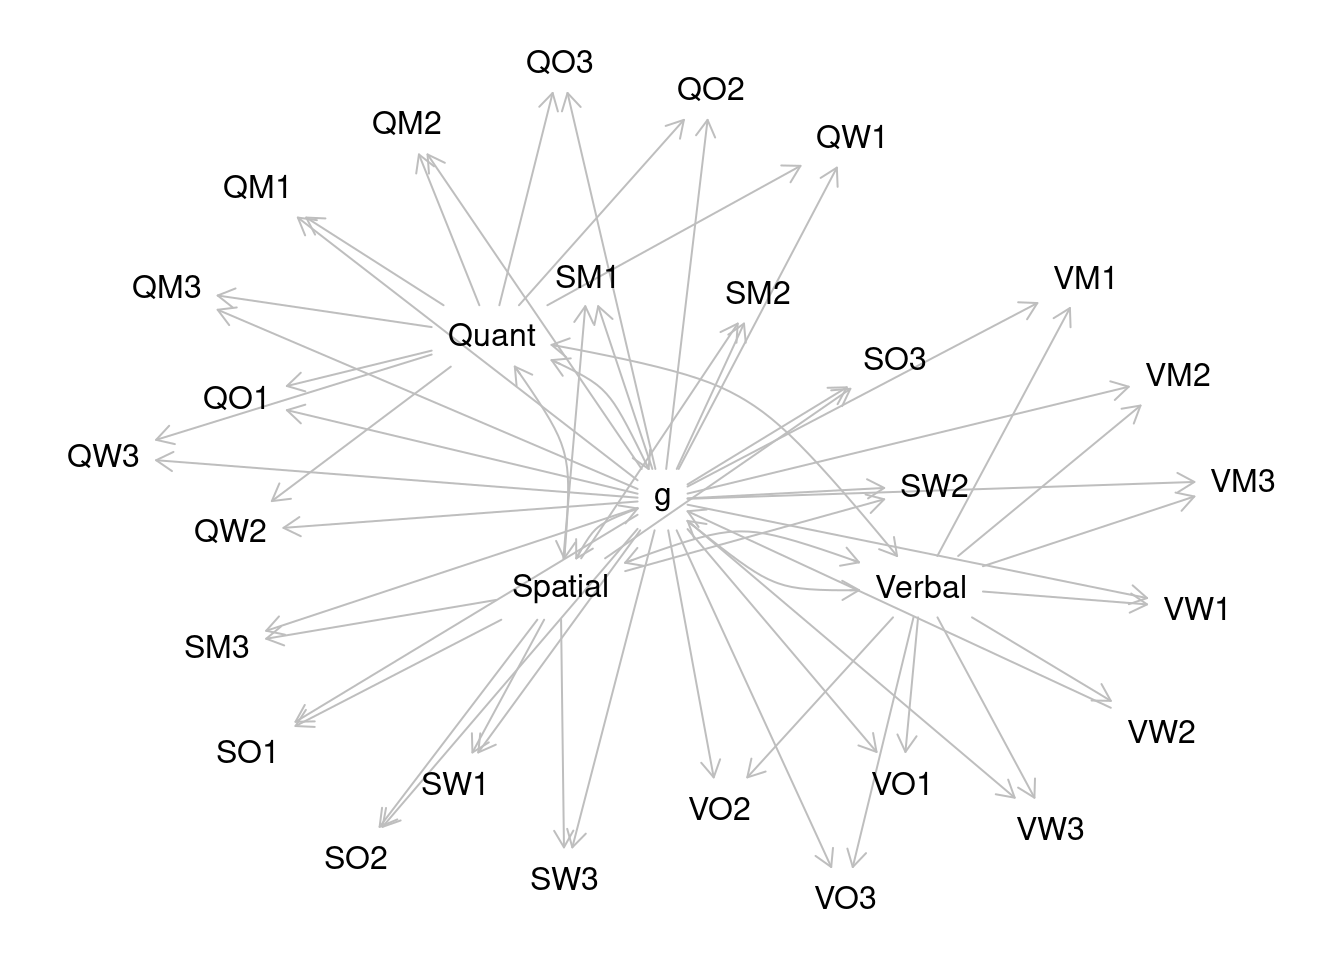 QO3
QO2
QM2
QW1
QM1
SM1
VM1
QM3
SM2
Quant
SO3
VM2
QO1
QW3
VM3
SW2
g
QW2
Spatial
Verbal
VW1
SM3
VW2
SO1
SW1
VO1
VO2
VW3
SO2
SW3
VO3